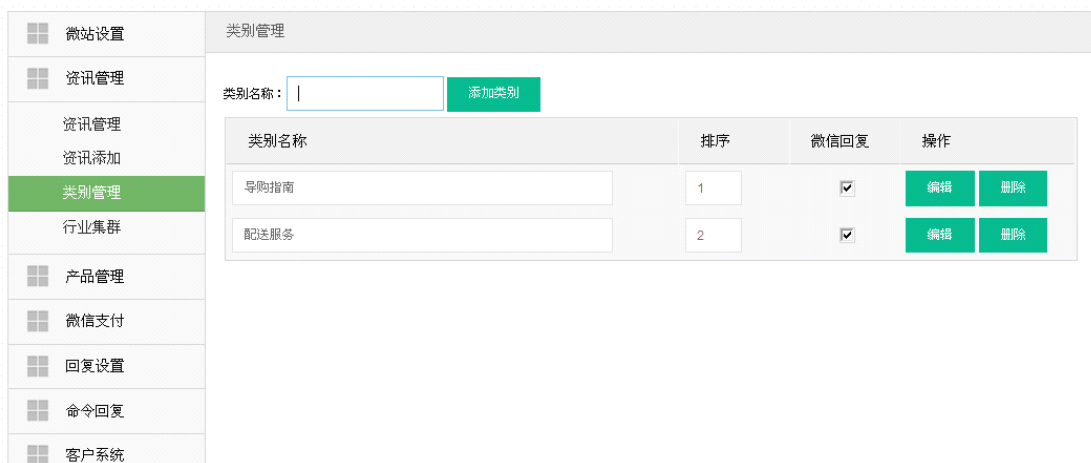 微站设置
资讯管理
资讯管理
资讯添加
类别管理
行业集群
产品管理
微信支付
回复设置
命令回复
客户系统
类别管理
类别名称： 添加类别
类别名称 排序 微信回复 操作
导购指南 1 编辑 删除
配送服务 2 编辑 删除